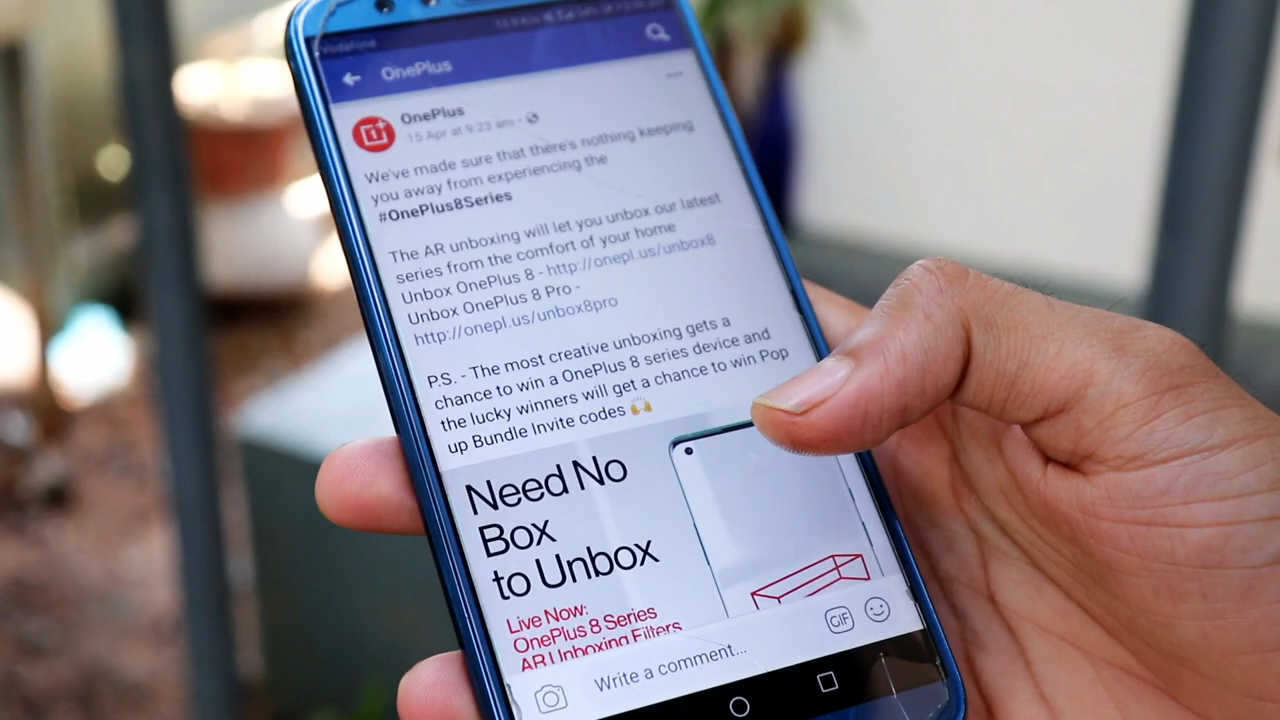 Vodafone
OnePlus
OnePlus
15 Apr at 9:23 am
We've made sure that there's nothing keeping
you away from experiencing the
#OnePlus8Series
The AR unboxing will let you unbox our latest
series from the comfort of your home
Unbox OnePlus 8 - http://onepl.us/unbox8
Unbox OnePlus 8 Pro -
http://onepl.us/unbox8pro
P.S. - The most creative unboxing gets a
chance to win a OnePlus 8 series device and
the lucky winners will get a chance to win Pop
up Bundle Invite codes 🙌
Need No
Box
to Unbox
Live Now:
OnePlus 8 Series
AR Unboxing Filters
Write a comment...
GIF